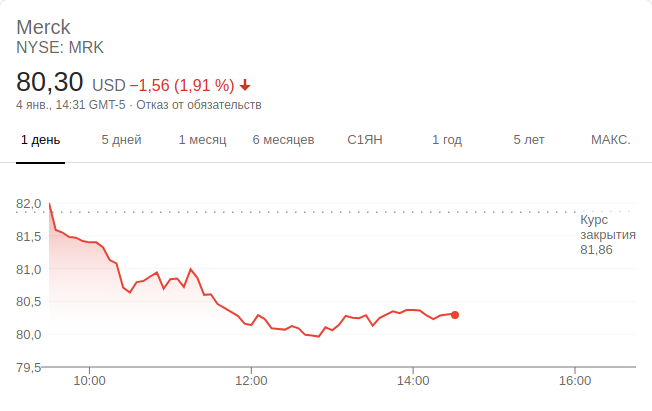 Merck
NYSE: MRK
80,30 USD −1,56 (1,91 %)
4 янв., 14:31 GMT-5 · Отказ от обязательств
1 день 5 дней 1 месяц 6 месяцев С1ЯН 1 год 5 лет МАКС.
82,0
Курс
закрытия
81,86
81,5
81,0
80,5
80,0
79,5
10:00 12:00 14:00 16:00